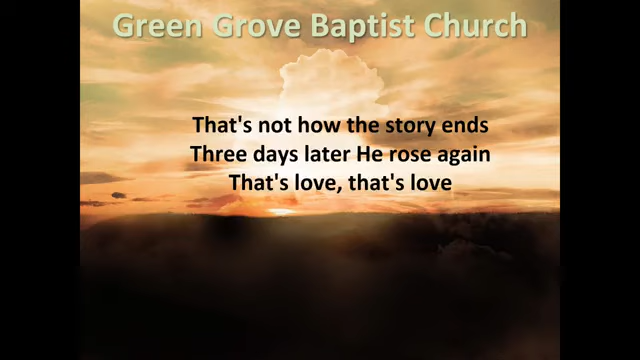 Green Grove Baptist Church
That's not how the story ends
Three days later He rose again
That's love, that's love